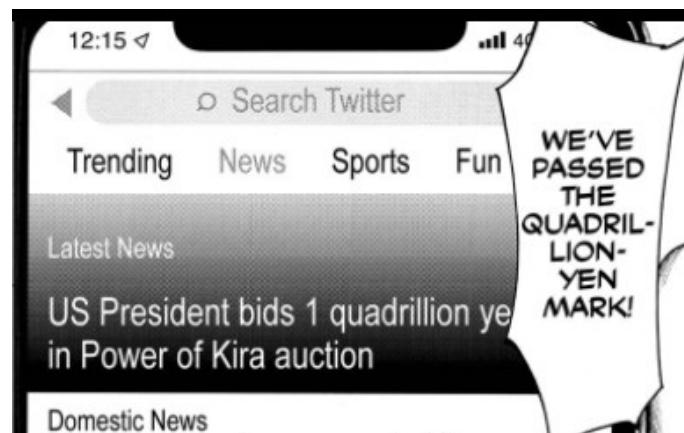 12:15
Search Twitter
Trending News Sports Fun
Latest News
US President bids 1 quadrillion ye
in Power of Kira auction
Domestic News
WE'VE
PASSED
THE
QUADRIL-
LION-
YEN
MARK!